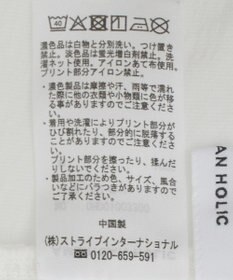 40
濃色品は白物と分別洗い。つけ置き
禁止。淡色品は蛍光増白剤禁止。洗
濯ネット使用。アイロンあて布使用。
プリント部分アイロン禁止。
・濃色製品は摩擦や汗、雨等で濡れ
た際に他の衣類や小物類に色が移
る事がありますのでご注意くださ
い。
・着用や洗濯によりプリント部分が
ひび割れたり、部分的に脱落する
ことがありますのでご注意くださ
い。
プリント部分を擦ったり、揉んだ
りしないでください。
・製品加工のため色、サイズ、風合
いなどにバラつきがありますので
ご了承ください。
中国製
(株)ストライプインターナショナル
☎ 0120-659-591
AN HOLIC